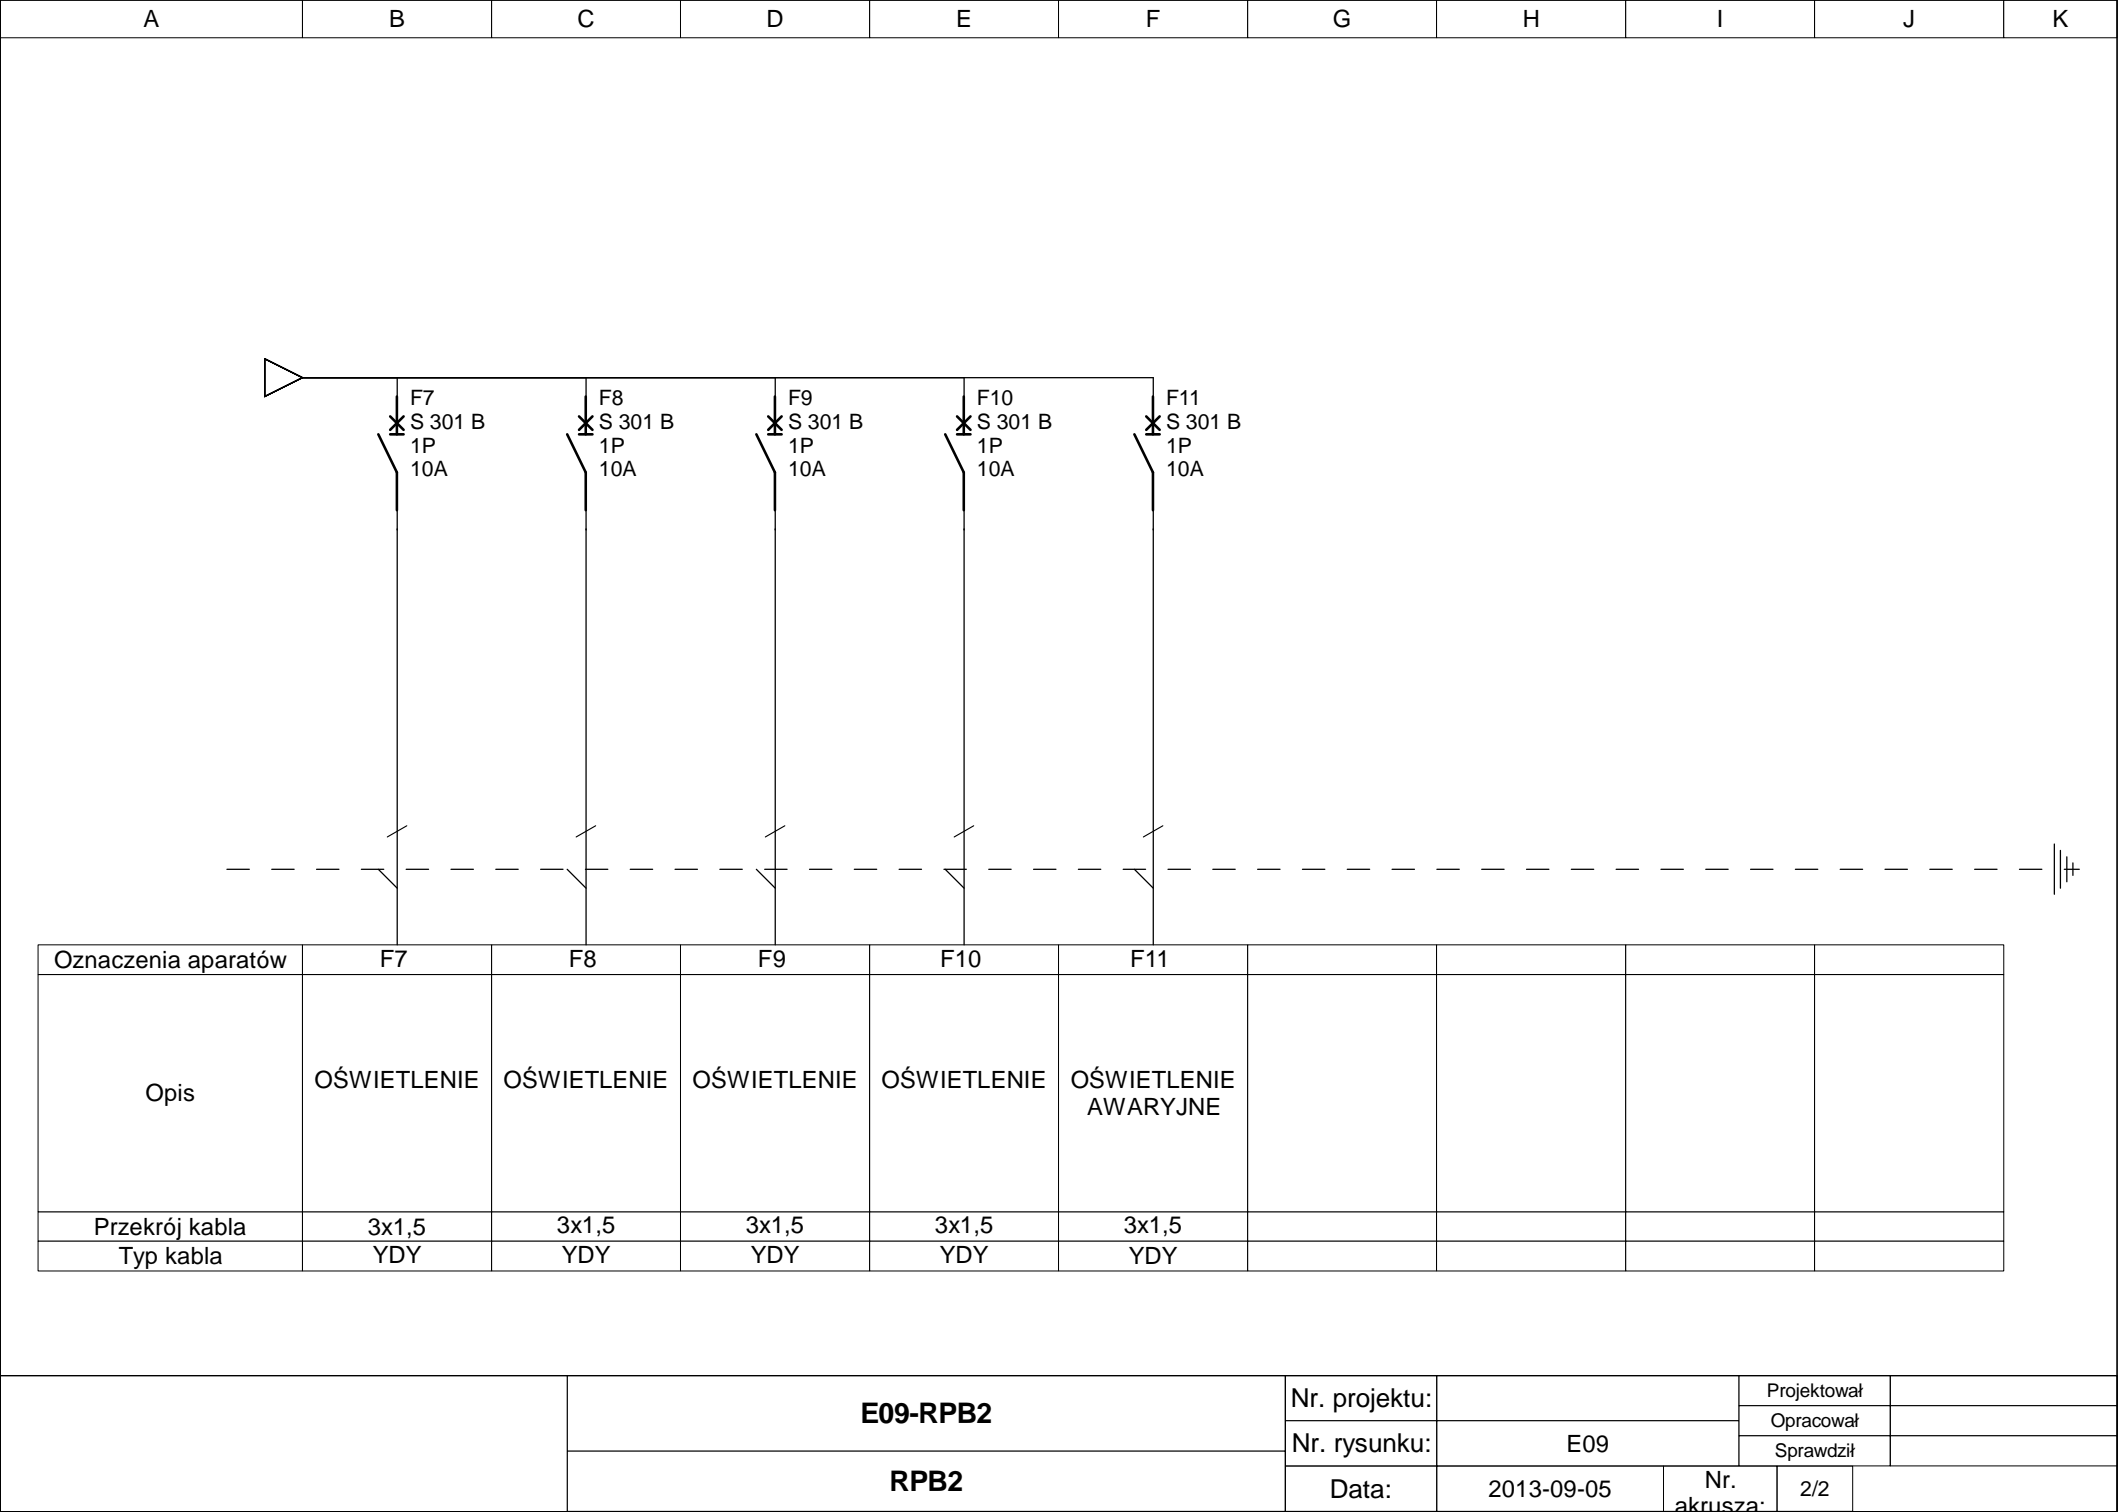 A B C D E F G H I J K
F7 F8 F9 F10 F11
S 301 B S 301 B S 301 B S 301 B S 301 B
1P 1P 1P 1P 1P
10A 10A 10A 10A 10A
Oznaczenia aparatów F7 F8 F9 F10 F11
Opis OŚWIETLENIE OŚWIETLENIE OŚWIETLENIE OŚWIETLENIE OŚWIETLENIE
AWARYJNE
Przekrój kabla 3x1,5 3x1,5 3x1,5 3x1,5 3x1,5
Typ kabla YDY YDY YDY YDY YDY
E09-RPB2
RPB2
Nr. projektu:
Nr. rysunku: E09
Data: 2013-09-05
Projektował
Opracował
Sprawdził
Nr.
akrusza:
2/2